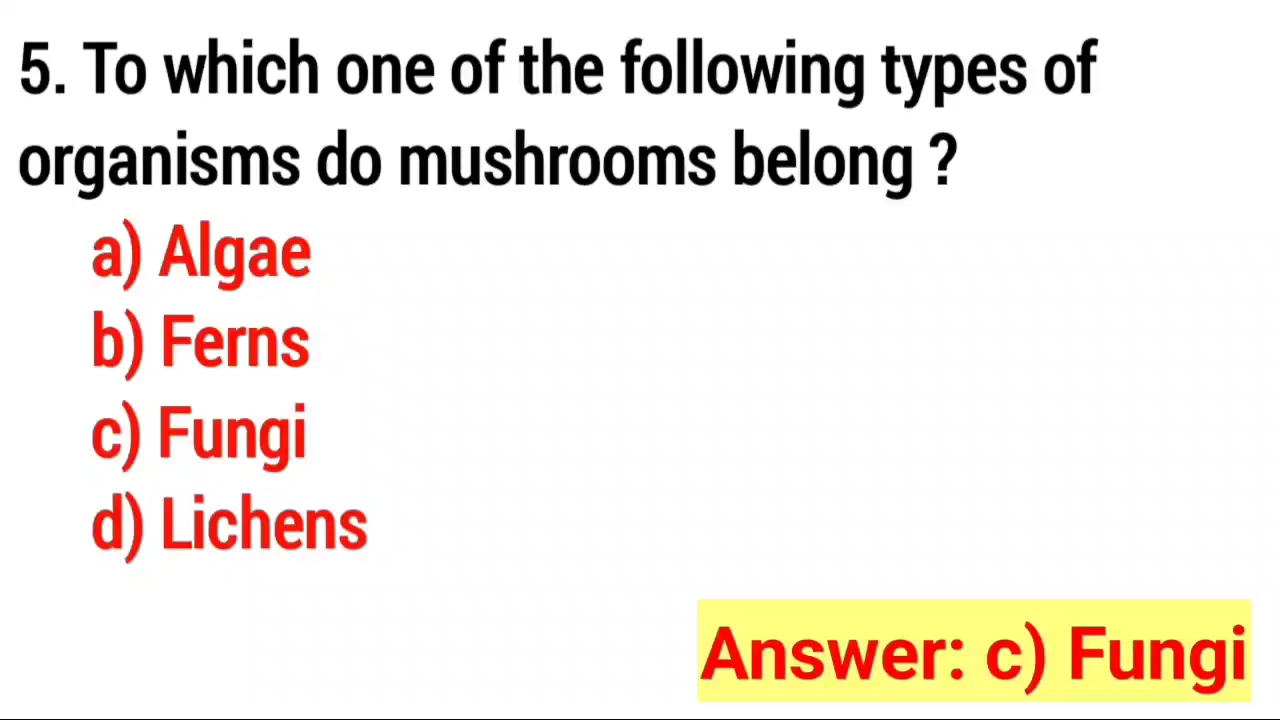 5. To which one of the following types of
organisms do mushrooms belong ?
a) Algae
b) Ferns
c) Fungi
d) Lichens
Answer: c) Fungi